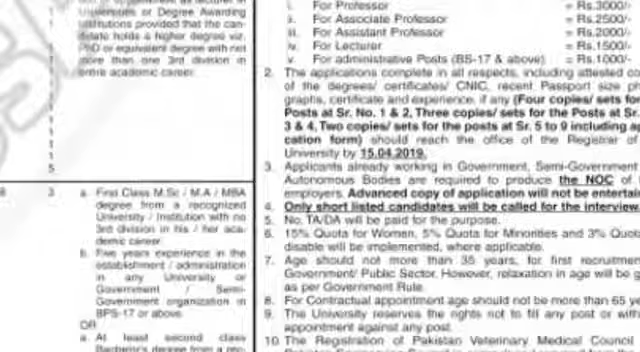 Universities or Degree Awarding
Institutions provided that the can-
didate holds a higher degree viz.
PhD or equivalent degree with not
more than one 3rd division in
entire academic career.
5
3
a. First Class M.Sc / M.A / MBA
degree from a recognized
University / Institution with no
3rd division in his / her aca-
demic career.
b. Five years experience in the
establishment / administration
in any University or
Government / Semi-
Government organization in
BPS-17 or above.
OR
a. At least second class
i. For Professor = Rs.3000/-
ii. For Associate Professor = Rs.2500/-
iii. For Assistant Professor = Rs.2000/-
iv. For Lecturer = Rs.1500/-
v. For administrative Posts (BS-17 & above) = Rs.1000/-
2. The applications complete in all respects, including attested co
of the degrees/ certificates/ CNIC, recent Passport size ph
graphs, certificate and experience, if any (Four copies/ sets for
Posts at Sr. No. 1 & 2, Three copies/ sets for the Posts at Sr.
3 & 4, Two copies/ sets for the posts at Sr. 5 to 9 including ap
cation form) should reach the office of the Registrar of
University by 15.04.2019.
3. Applicants already working in Government, Semi-Government
Autonomous Bodies are required to produce the NOC of
employers. Advanced copy of application will not be entertai
4. Only short listed candidates will be called for the interview.
5. No. TA/DA will be paid for the purpose.
6. 15% Quota for Women, 5% Quota for Minorities and 3% Quota
disable will be implemented, where applicable.
7. Age should not more than 35 years, for first recruitmen
Government/ Public Sector. However, relaxation in age will be g
as per Government Rule.
8. For Contractual appointment age should not be more than 65 ye
9. The University reserves the rights not to fill any post or with
appointment against any post.
10. The Registration of Pakistan Veterinary Medical Council